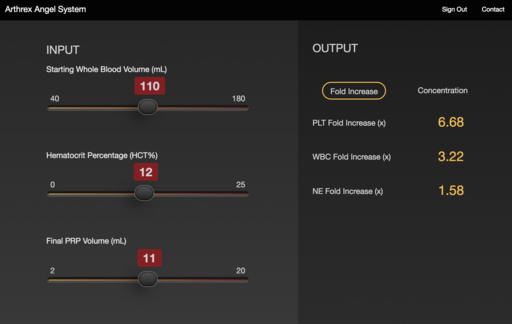 Arthrex Angel System
Sign Out
Contact
INPUT
Starting Whole Blood Volume (mL)
110
40
180
Hematocrit Percentage (HCT%)
12
0
25
Final PRP Volume (mL)
11
2
20
OUTPUT
Fold Increase
Concentration
PLT Fold Increase (x)
6.68
WBC Fold Increase (x)
3.22
NE Fold Increase (x)
1.58